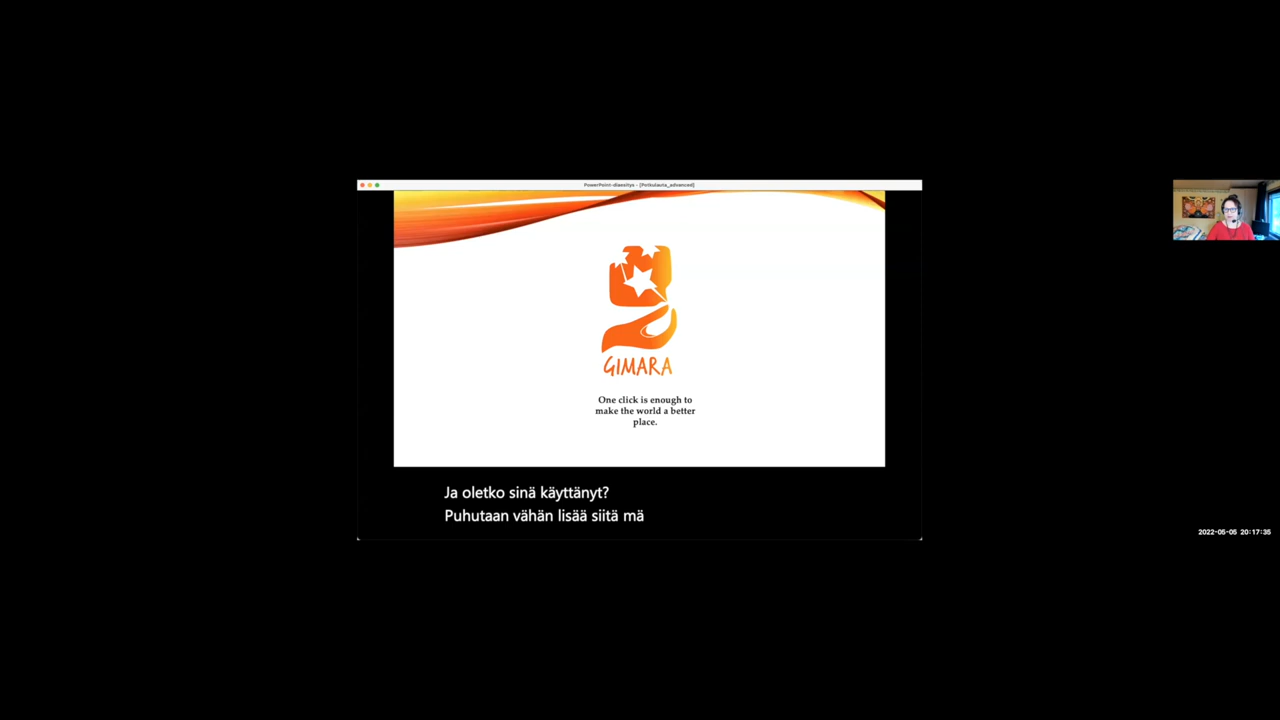 PowerPoint-diaesitys - [Potkulauta_advanced]
GIMARA
One click is enough to
make the world a better
place.
Ja oletko sinä käyttänyt?
Puhutaan vähän lisää siitä mä
2022-05-05 20:17:35